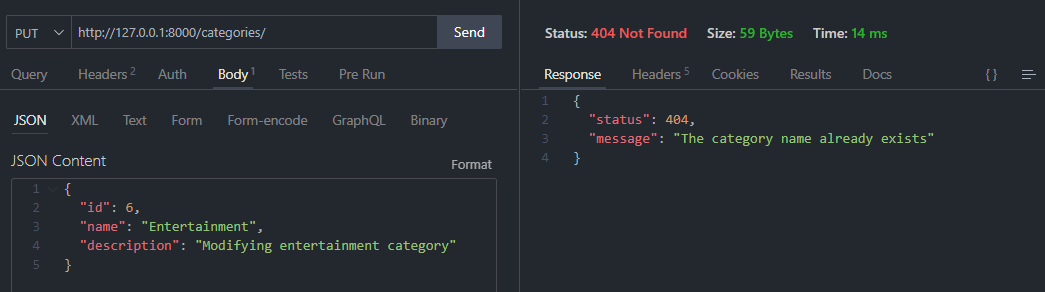 PUT http://127.0.0.1:8000/categories/ Send
Query Headers 2 Auth Body 1 Tests Pre Run
JSON XML Text Form Form-encode GraphQL Binary
JSON Content Format
1 {
2 "id": 6,
3 "name": "Entertainment",
4 "description": "Modifying entertainment category"
5 }
Status: 404 Not Found Size: 59 Bytes Time: 14 ms
Response Headers 5 Cookies Results Docs { }
1 {
2 "status": 404,
3 "message": "The category name already exists"
4 }